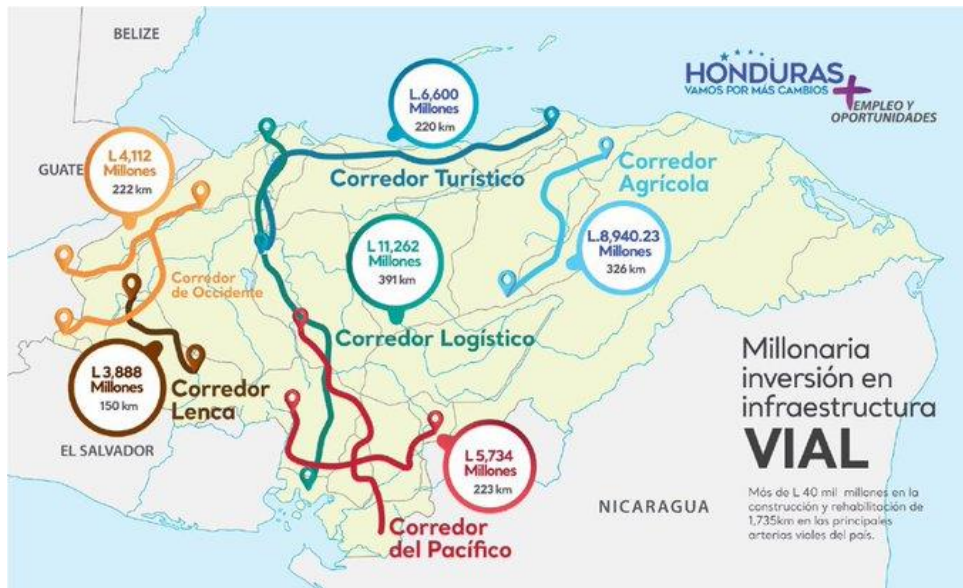 BELIZE
HONDURAS
VAMOS POR MÁS CAMBIOS
EMPLEO Y
OPORTUNIDADES
L.6,600
Millones
220 km
GUATE
L 4,112
Millones
222 km
Corredor Turístico
Corredor
Agrícola
L.8,940.23
Millones
326 km
L 11,262
Millones
391 km
Corredor
de Occidente
Corredor Logístico
L 3,888
Millones
150 km
Corredor
Lenca
EL SALVADOR
L 5,734
Millones
223 km
Corredor
del Pacífico
NICARAGUA
Millonaria
inversión en
infraestructura
VIAL
Más de L 40 mil millones en la
construcción y rehabilitación de
1,735km en las principales
arterias violes del país.